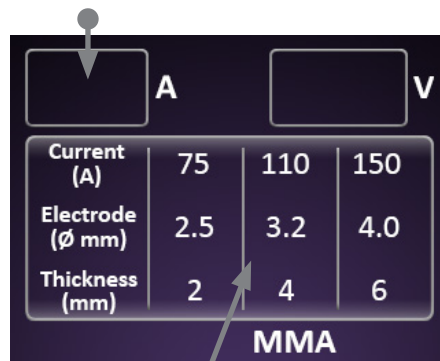 A V
Current (A) 75 110 150
Electrode (Ø mm) 2.5 3.2 4.0
Thickness (mm) 2 4 6
MMA